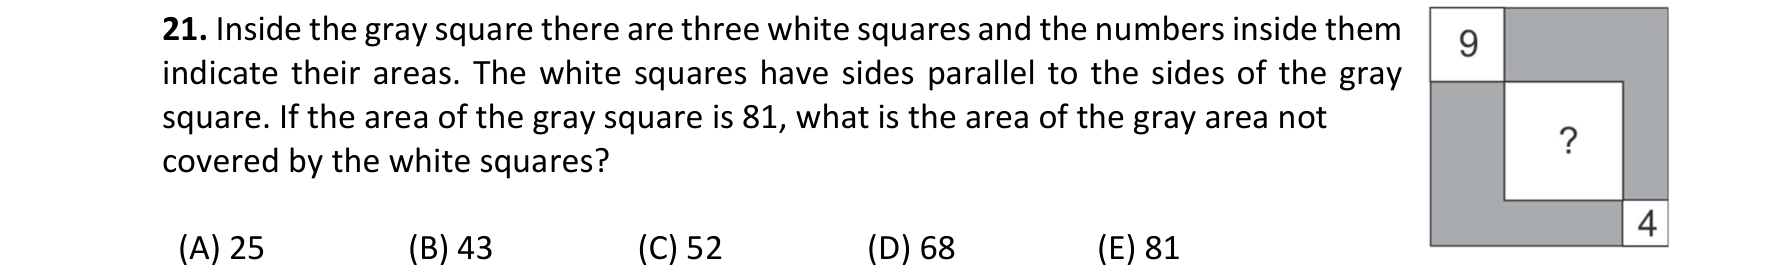 21. Inside the gray square there are three white squares and the numbers inside them
indicate their areas. The white squares have sides parallel to the sides of the gray
square. If the area of the gray square is 81, what is the area of the gray area not
covered by the white squares?
(A) 25 (B) 43 (C) 52 (D) 68 (E) 81
9
?
4